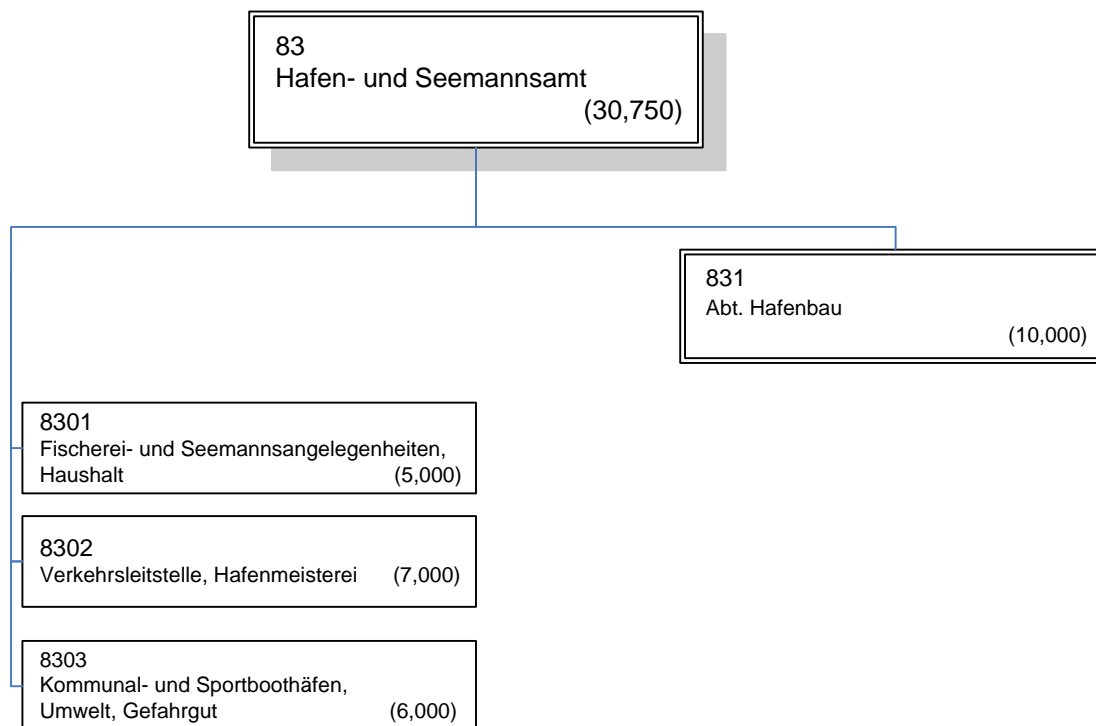 83
Hafen- und Seemannsamt
(30,750)
831
Abt. Hafenbau
(10,000)
8301
Fischerei- und Seemannsangelegenheiten,
Haushalt (5,000)
8302
Verkehrsleitstelle, Hafenmeisterei (7,000)
8303
Kommunal- und Sportboothäfen,
Umwelt, Gefahrgut (6,000)